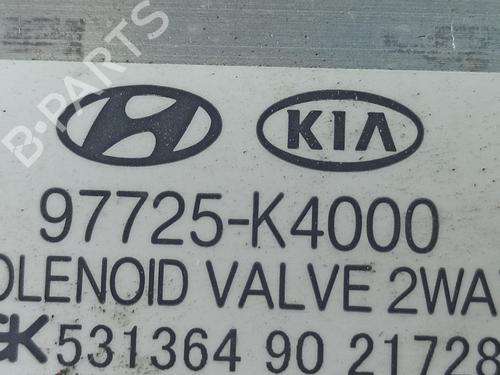 KIA
97725-K4000
OLENOID VALVE 2WA
531364 90 21728
B-PARTS